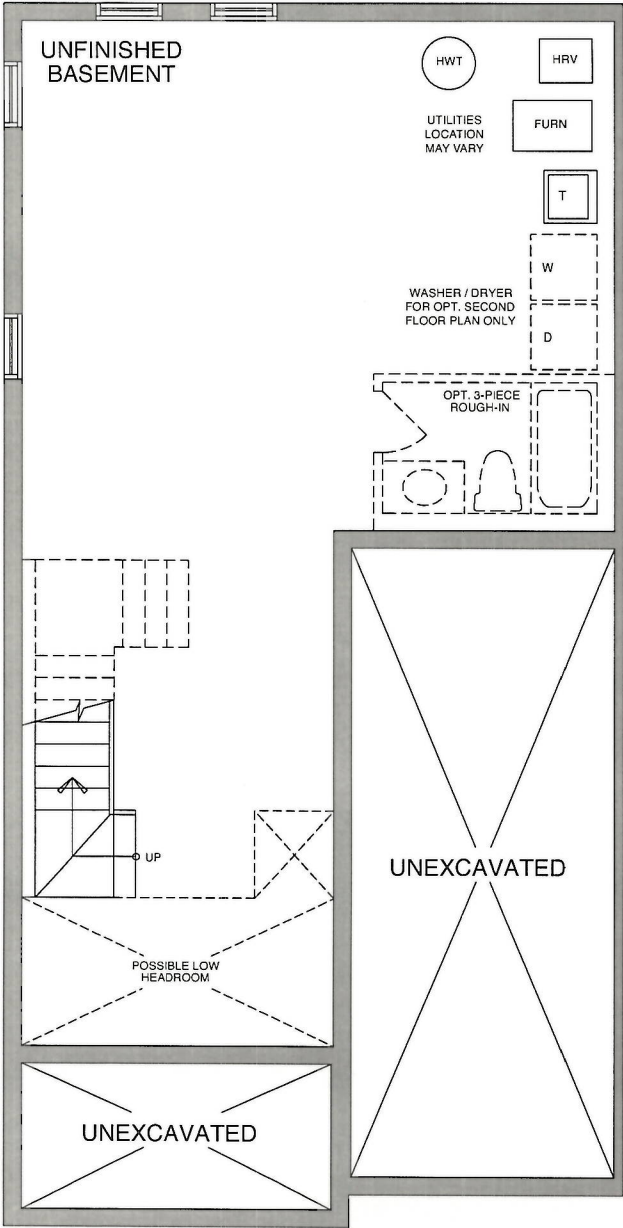 UNFINISHED
BASEMENT
HWT
HRV
UTILITIES
LOCATION
MAY VARY
FURN
T
W
WASHER / DRYER
FOR OPT. SECOND
FLOOR PLAN ONLY
D
OPT. 3-PIECE
ROUGH-IN
UP
UNEXCAVATED
POSSIBLE LOW
HEADROOM
UNEXCAVATED